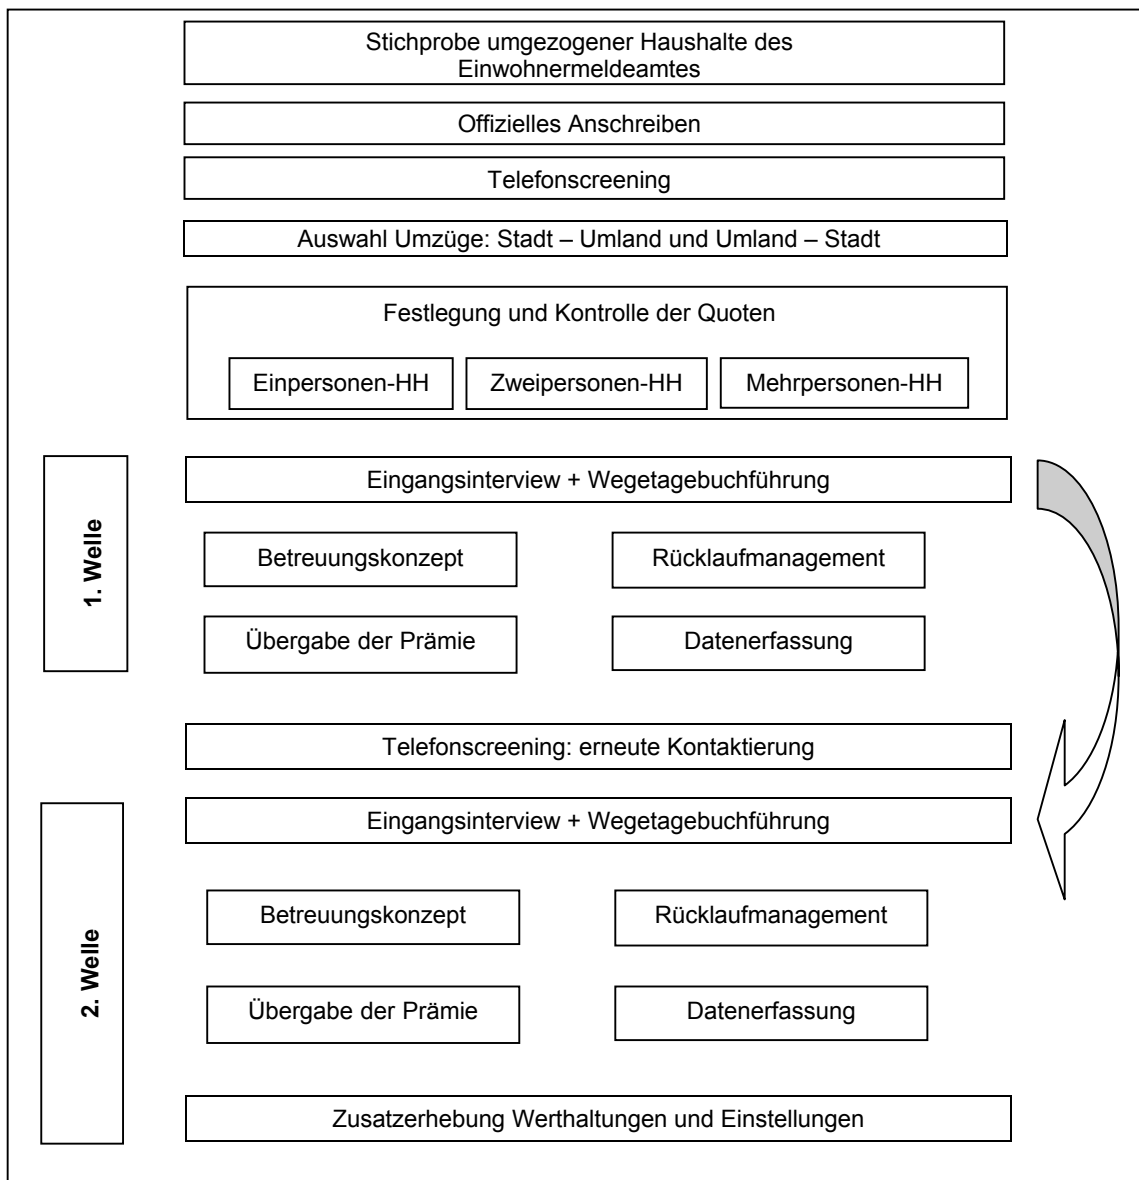 Stichprobe umgezogener Haushalte des
Einwohnermeldeamtes
Offizielles Anschreiben
Telefonscreening
Auswahl Umzüge: Stadt – Umland und Umland – Stadt
Festlegung und Kontrolle der Quoten
Einpersonen-HH
Zweipersonen-HH
Mehrpersonen-HH
1. Welle
Eingangsinterview + Wegetagebuchführung
Betreuungskonzept
Rücklaufmanagement
Übergabe der Prämie
Datenerfassung
Telefonscreening: erneute Kontaktierung
2. Welle
Eingangsinterview + Wegetagebuchführung
Betreuungskonzept
Rücklaufmanagement
Übergabe der Prämie
Datenerfassung
Zusatzerhebung Werthaltungen und Einstellungen